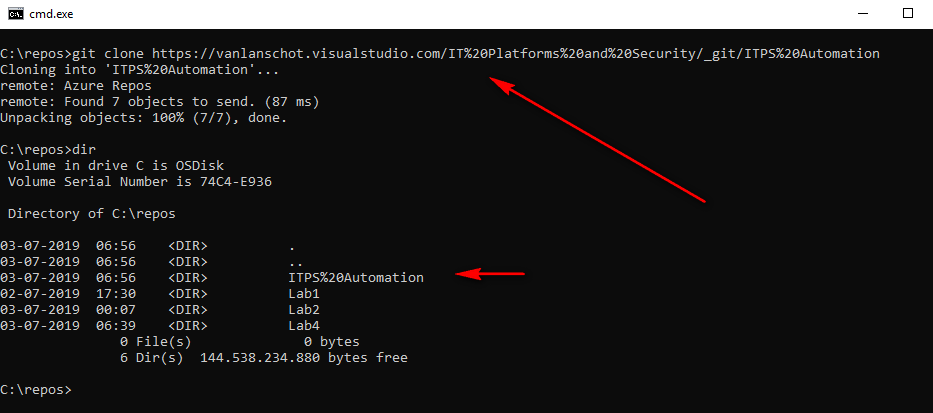 cmd.exe
C:\repos>git clone https://vanlanschot.visualstudio.com/IT%20Platforms%20and%20Security/_git/ITPS%20Automation
Cloning into 'ITPS%20Automation'...
remote: Azure Repos
remote: Found 7 objects to send. (87 ms)
Unpacking objects: 100% (7/7), done.
C:\repos>dir
Volume in drive C is OSDisk
Volume Serial Number is 74C4-E936
Directory of C:\repos
03-07-2019  06:56    <DIR>          .
03-07-2019  06:56    <DIR>          ..
03-07-2019  06:56    <DIR>          ITPS%20Automation
02-07-2019  17:30    <DIR>          Lab1
03-07-2019  00:07    <DIR>          Lab2
03-07-2019  06:39    <DIR>          Lab4
0 File(s)              0 bytes
6 Dir(s)  144.538.234.880 bytes free
C:\repos>